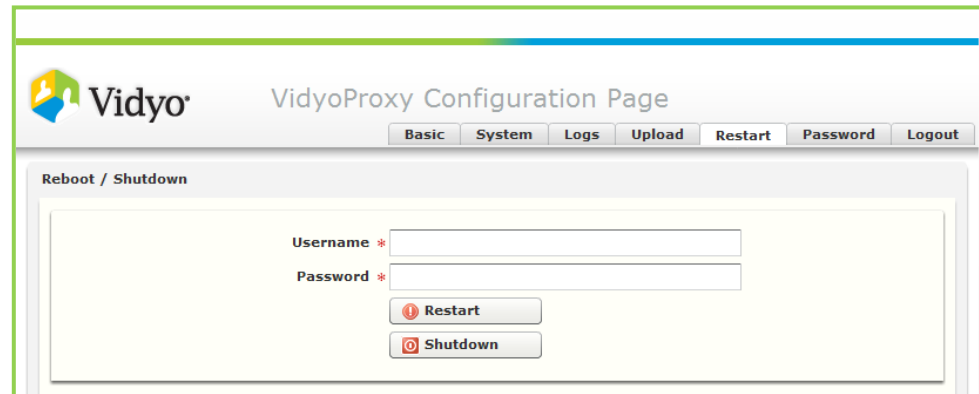 Vidyo
VidyoProxy Configuration Page
Basic System Logs Upload Restart Password Logout
Reboot / Shutdown
Username *
Password *
Restart
Shutdown